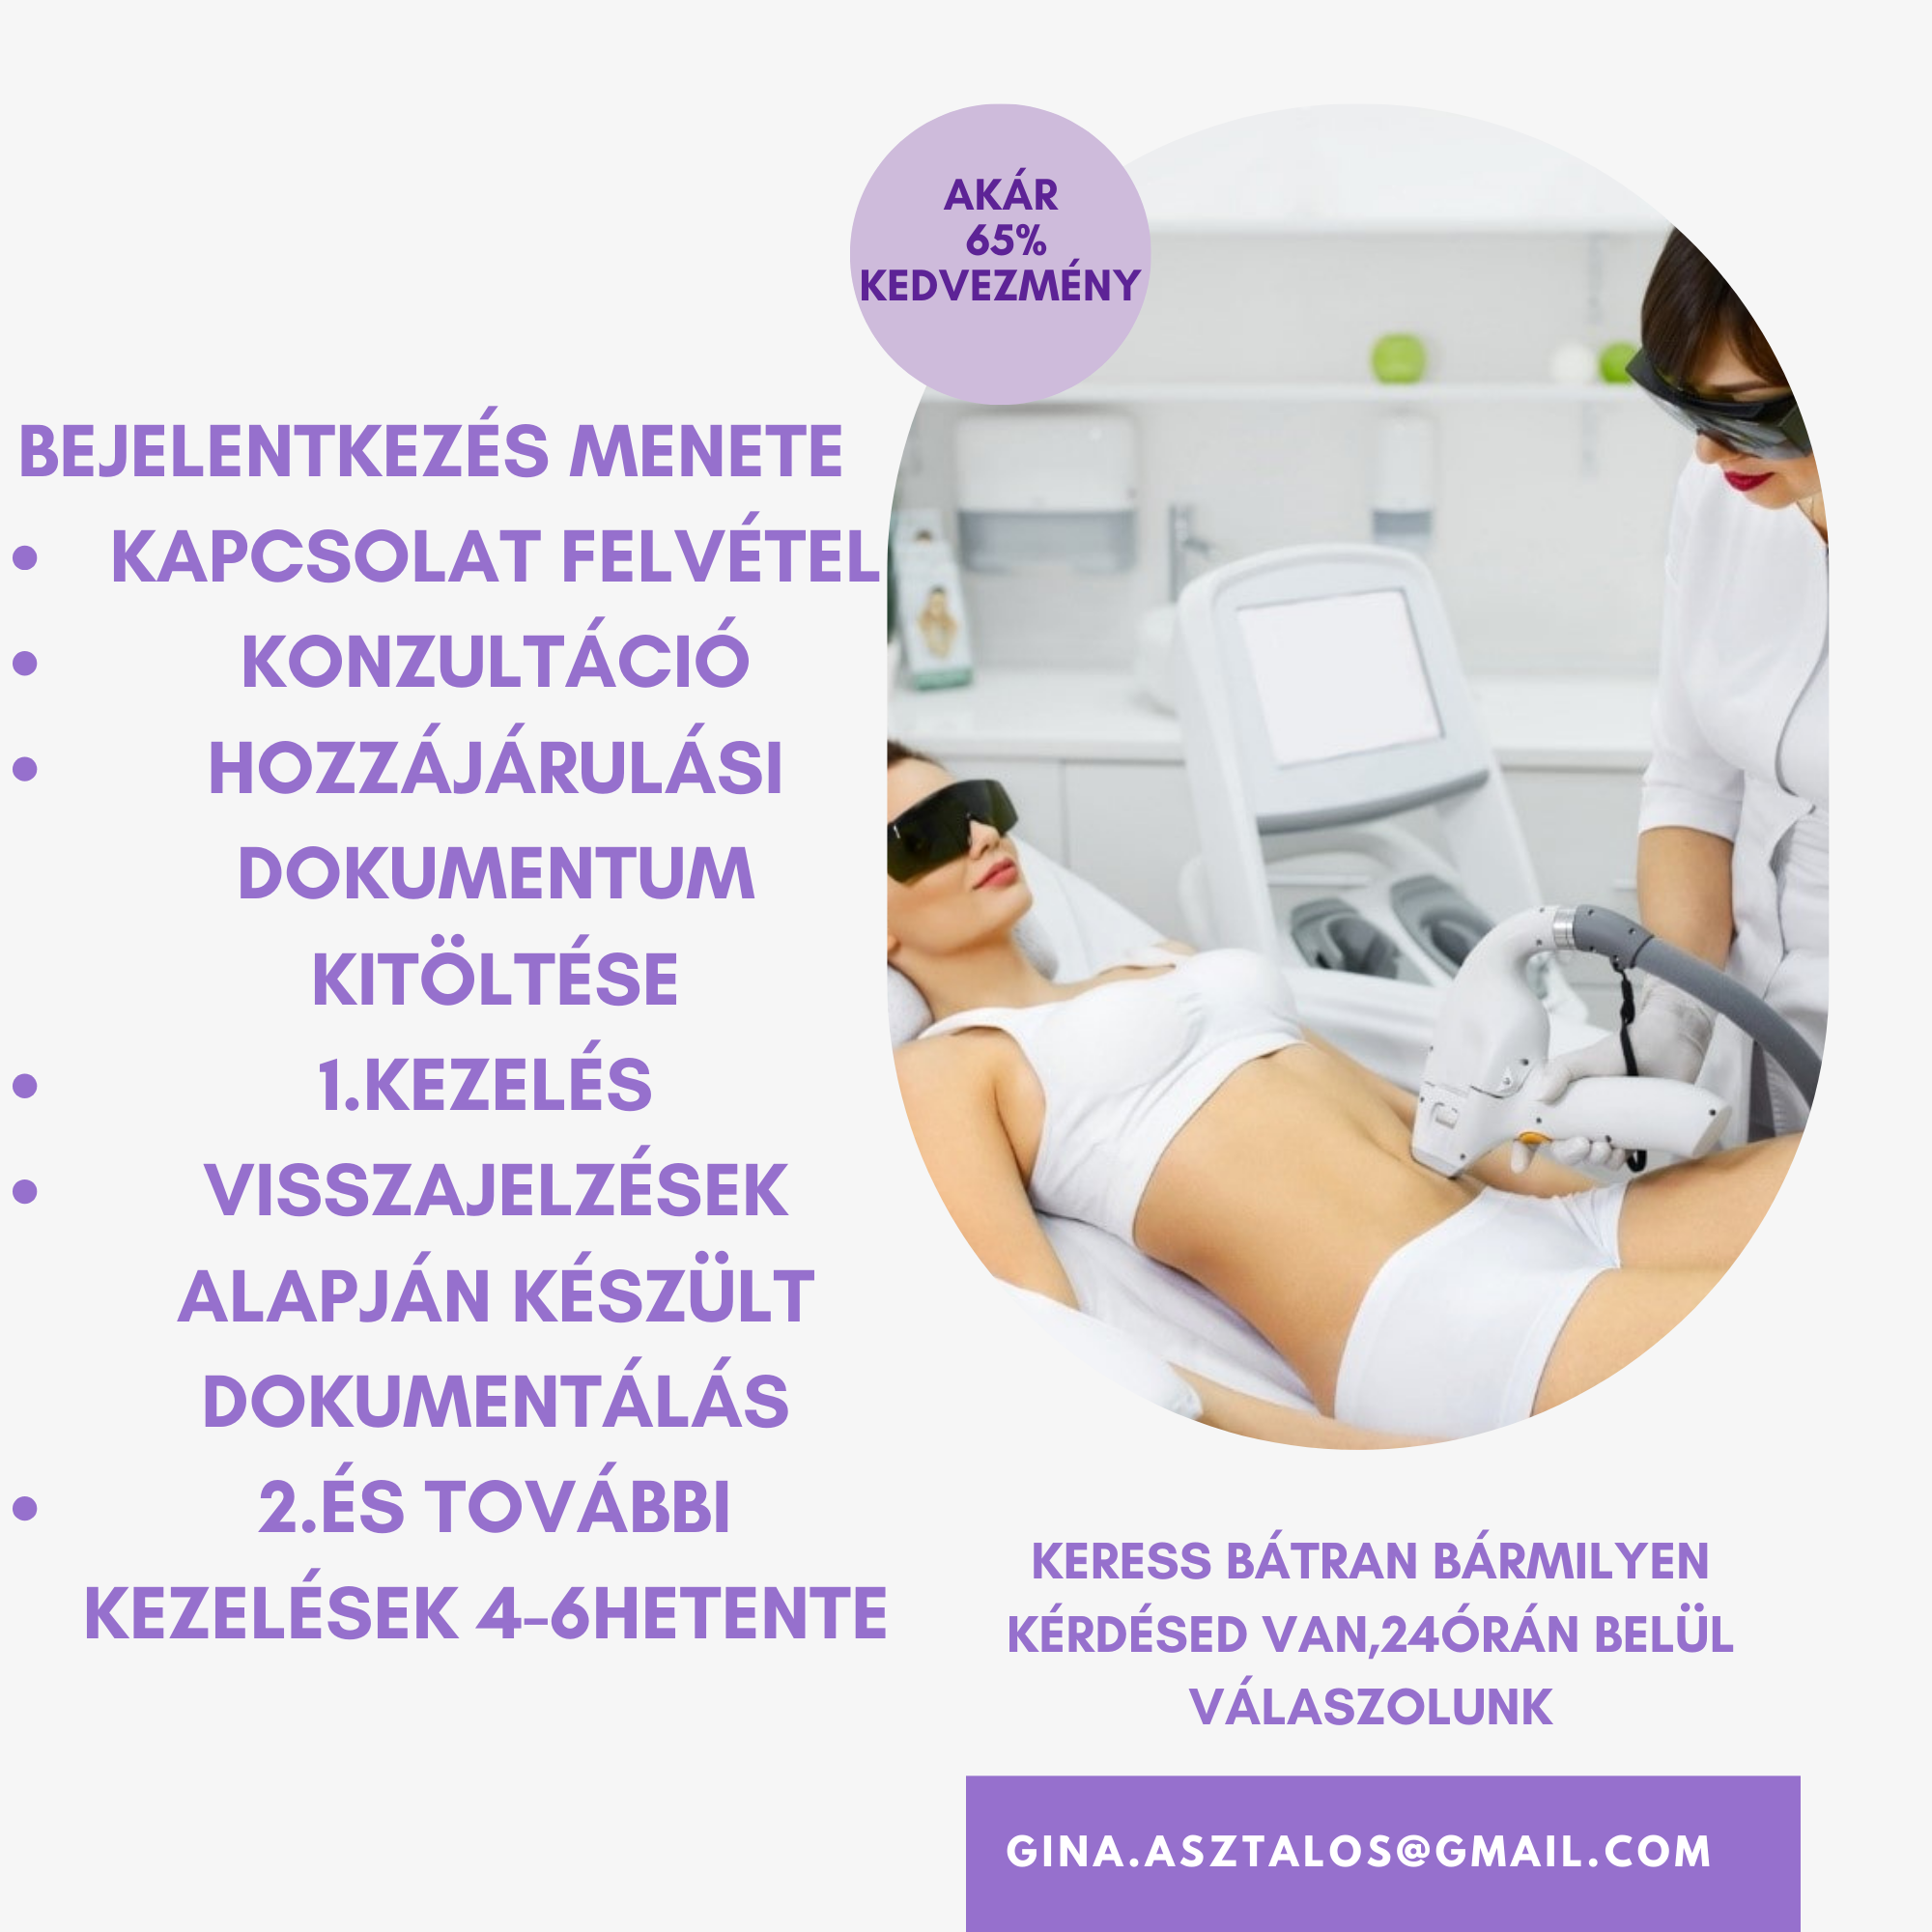 AKÁR
65%
KEDVEZMÉNY
BEJELENTKEZÉS MENETE
• KAPCSOLAT FELVÉTEL
• KONZULTÁCIÓ
• HOZZÁJÁRULÁSI
DOKUMENTUM
KITÖLTÉSE
• 1.KEZELÉS
• VISSZAJELZÉSEK
ALAPJÁN KÉSZÜLT
DOKUMENTÁLÁS
• 2.ÉS TOVÁBBI
KEZELÉSEK 4-6HETENTE
KERESS BÁTRAN BÁRMILYEN
KÉRDÉSED VAN,24ÓRÁN BELÜL
VÁLASZOLUNK
GINA.ASZTALOS@GMAIL.COM